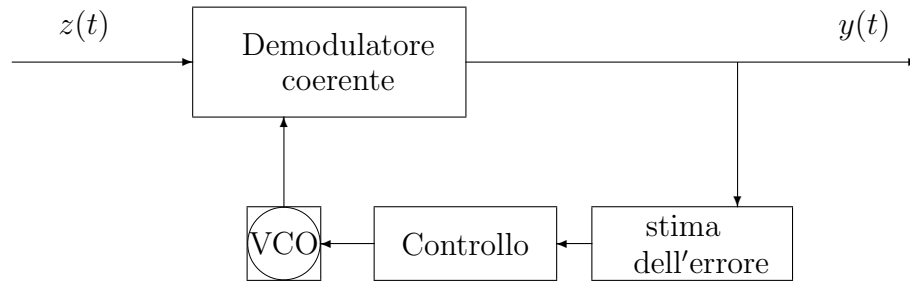 z(t)
y(t)
Demodulatore
coerente
VCO
Controllo
stima
dell'errore